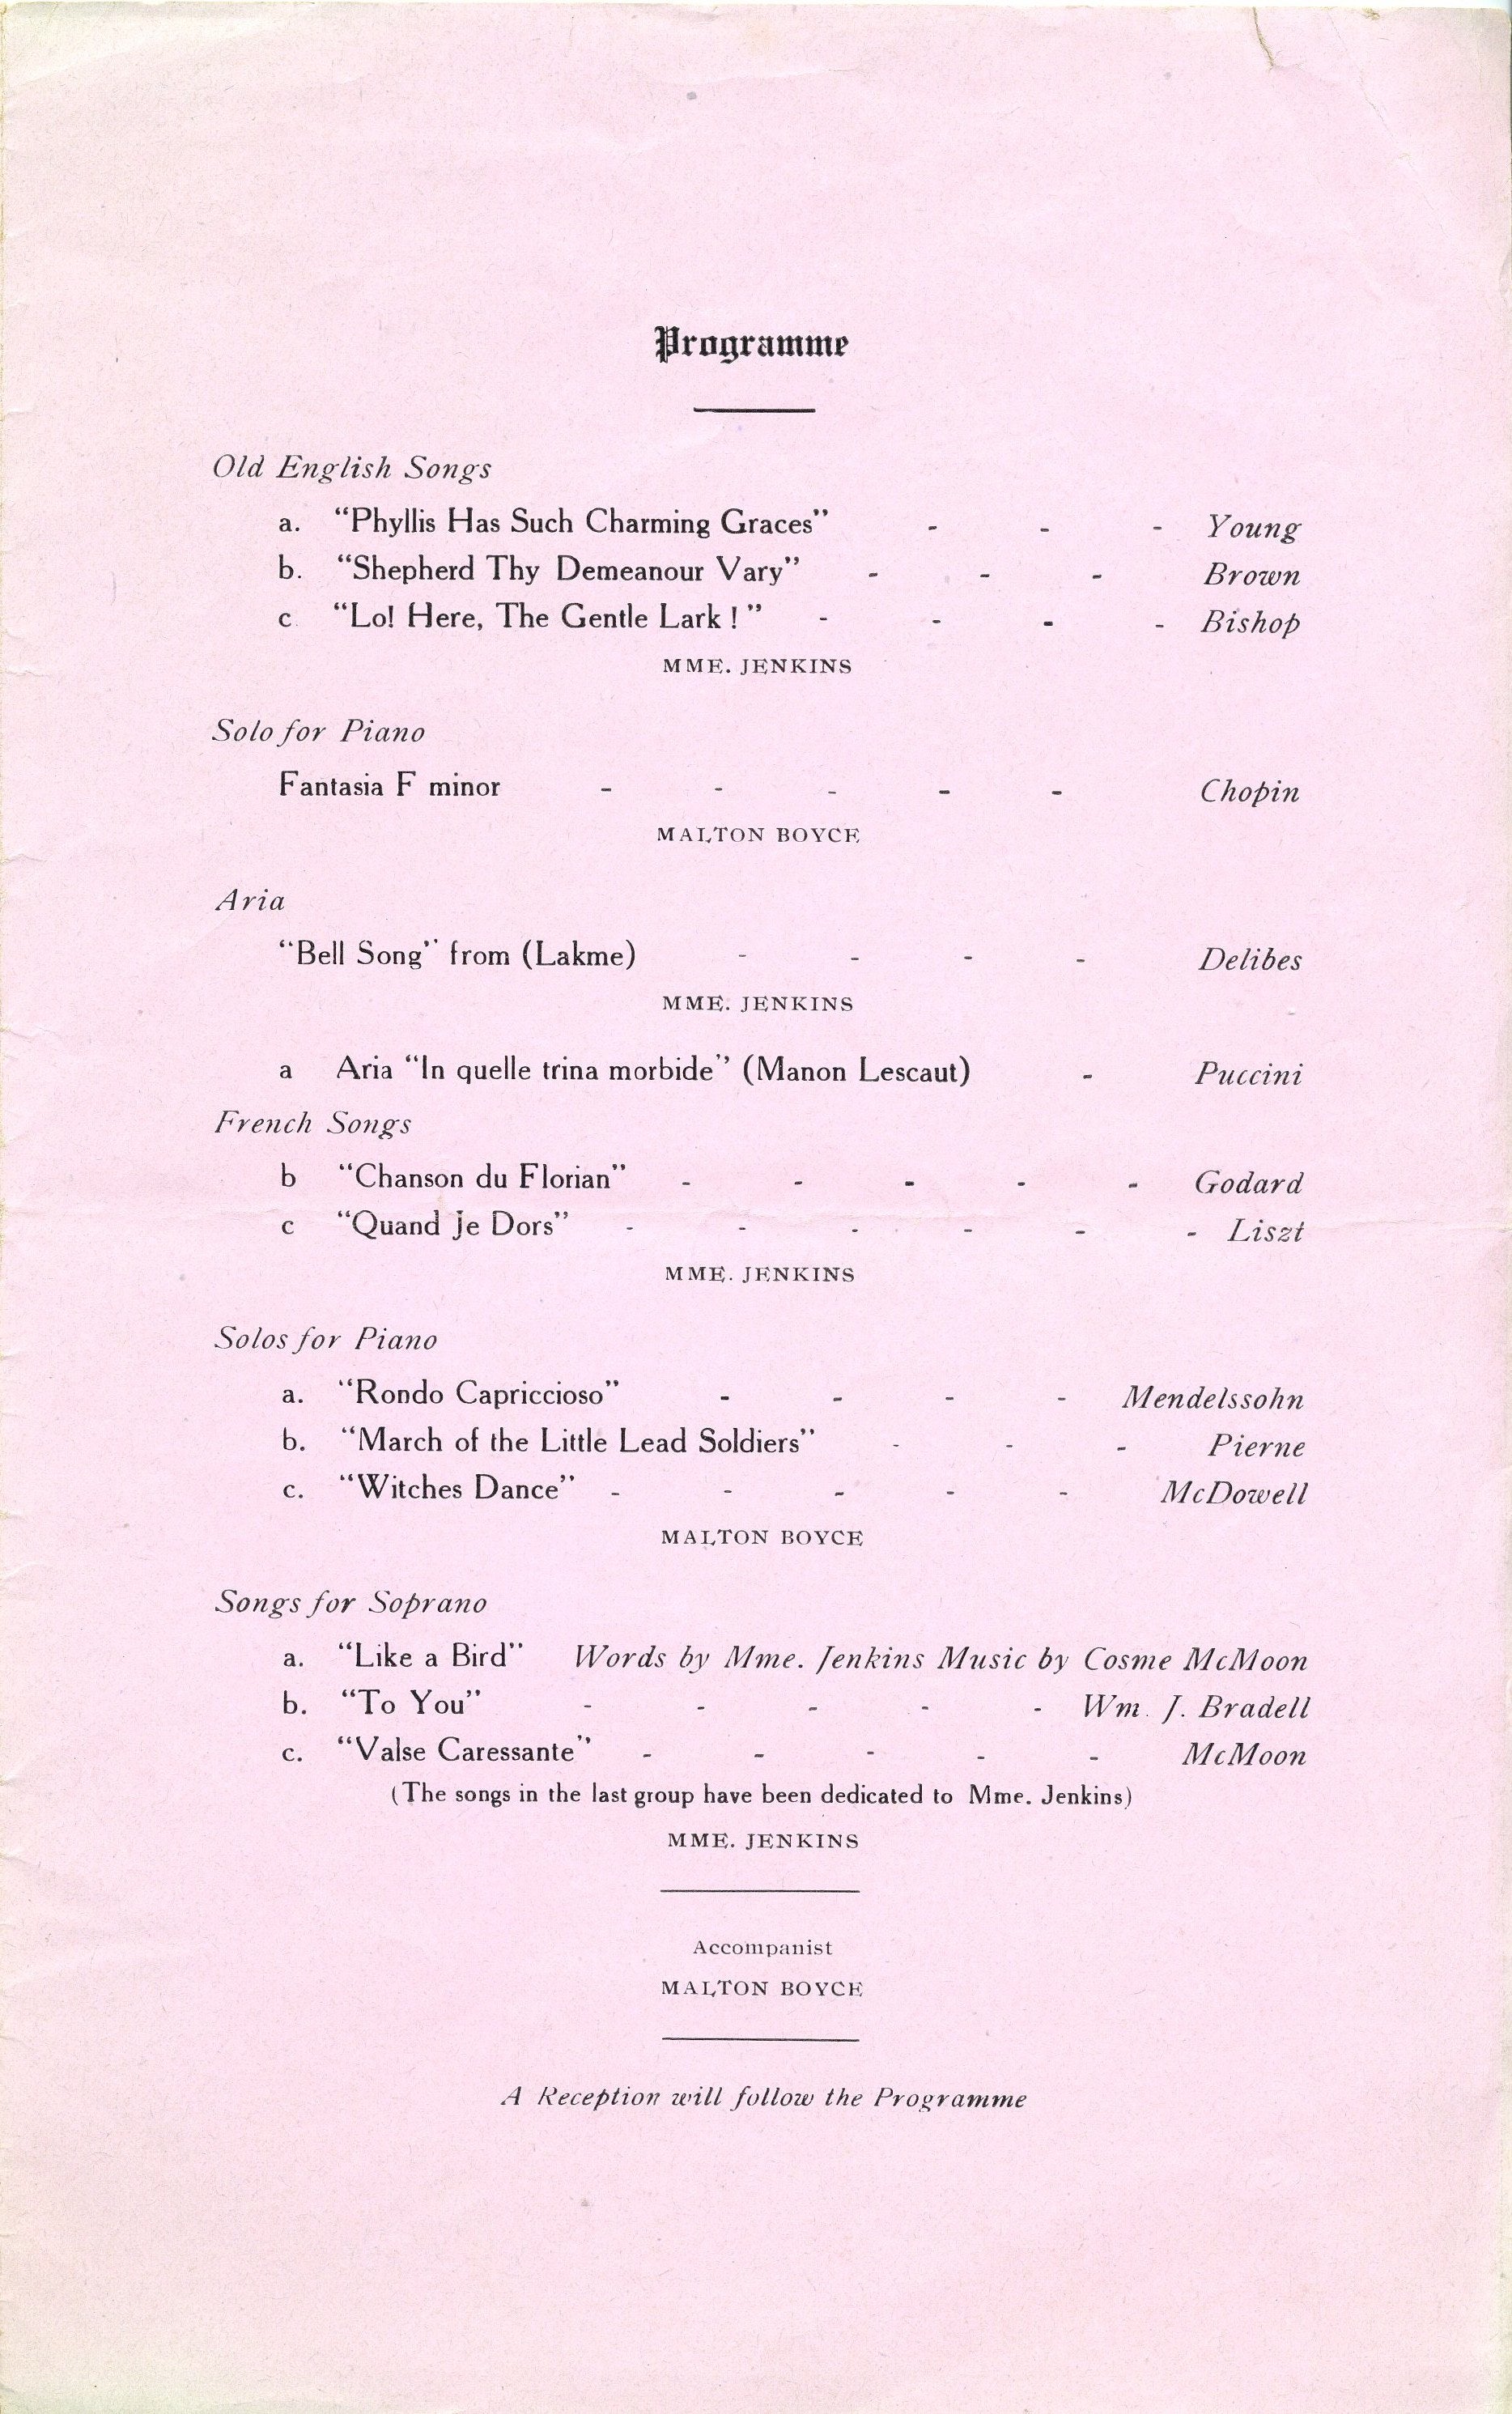 Programme
Old English Songs
a. “Phyllis Has Such Charming Graces” - - - Young
b. “Shepherd Thy Demeanour Vary” - - - Brown
c. “Lo! Here, The Gentle Lark ! ” - - - - Bishop
MME. JENKINS
Solo for Piano
Fantasia F minor - - - - - Chopin
MALTON BOYCE
Aria
“Bell Song” from (Lakme) - - - - Delibes
MME. JENKINS
a Aria “In quelle trina morbide” (Manon Lescaut) - Puccini
French Songs
b “Chanson du Florian” - - - - - Godard
c “Quand Je Dors” - - - - - - Liszt
MME. JENKINS
Solos for Piano
a. “Rondo Capriccioso” - - - - Mendelssohn
b. “March of the Little Lead Soldiers” - - - Pierne
c. “Witches Dance” - - - - - McDowell
MALTON BOYCE
Songs for Soprano
a. “Like a Bird” Words by Mme. Jenkins Music by Cosme McMoon
b. “To You” - - - - - Wm. J. Bradell
c. “Valse Caressante” - - - - - McMoon
(The songs in the last group have been dedicated to Mme. Jenkins)
MME. JENKINS
Accompanist
MALTON BOYCE
A Reception will follow the Programme